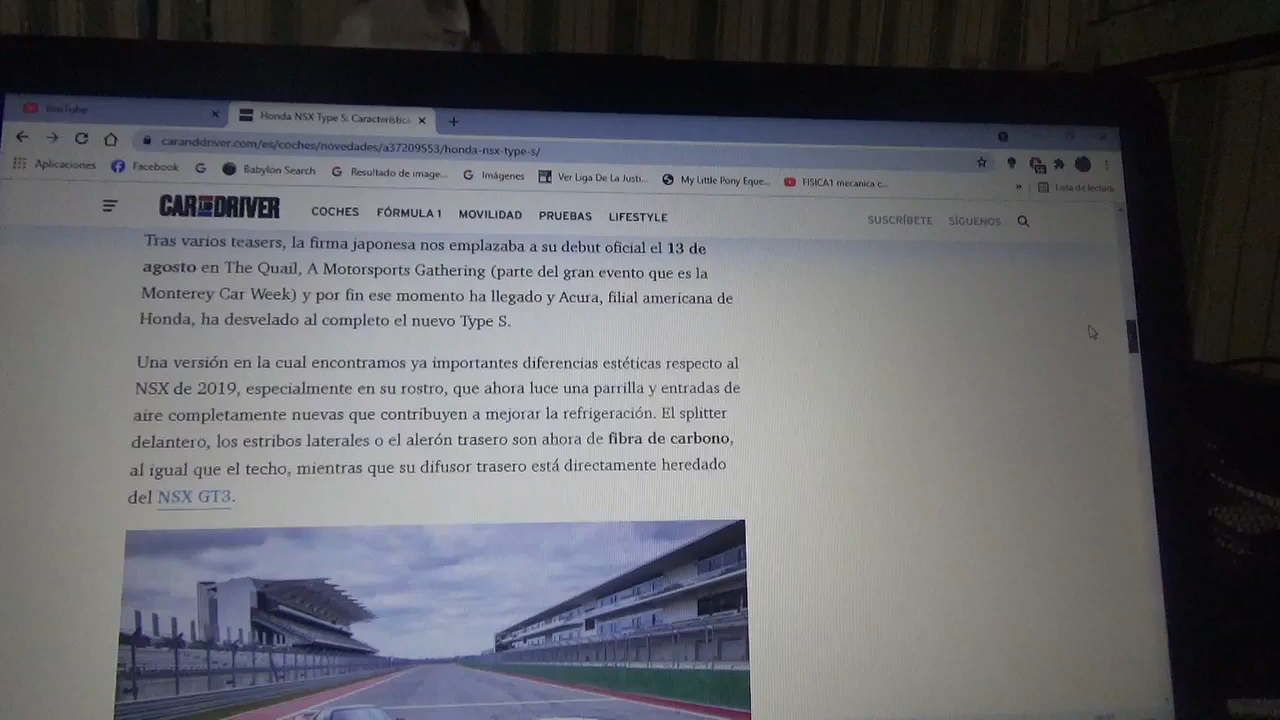 YouTube
Honda NSX Type S: Característica
caranddriver.com/es/coches/novedades/a37209553/honda-nsx-type-s/
Aplicaciones Facebook Babylon Search Resultado de image... Imágenes Ver Liga De La Justi... My Little Pony Eque... FISICA1 mecanica c... » Lista de lectura
CAR AND DRIVER COCHES FÓRMULA 1 MOVILIDAD PRUEBAS LIFESTYLE SUSCRÍBETE SÍGUENOS
Tras varios teasers, la firma japonesa nos emplazaba a su debut oficial el 13 de
agosto en The Quail, A Motorsports Gathering (parte del gran evento que es la
Monterey Car Week) y por fin ese momento ha llegado y Acura, filial americana de
Honda, ha desvelado al completo el nuevo Type S.
Una versión en la cual encontramos ya importantes diferencias estéticas respecto al
NSX de 2019, especialmente en su rostro, que ahora luce una parrilla y entradas de
aire completamente nuevas que contribuyen a mejorar la refrigeración. El splitter
delantero, los estribos laterales o el alerón trasero son ahora de fibra de carbono,
al igual que el techo, mientras que su difusor trasero está directamente heredado
del NSX GT3.